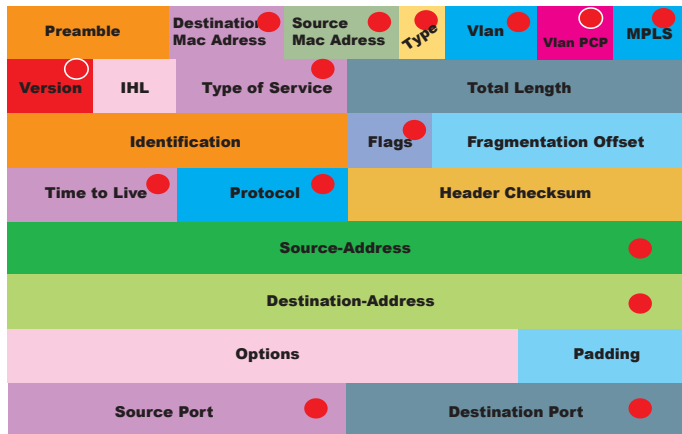 Preamble
Destination
Mac Adress
Source
Mac Adress
Type
Vlan
Vlan PCP
MPLS
Version
IHL
Type of Service
Total Length
Identification
Flags
Fragmentation Offset
Time to Live
Protocol
Header Checksum
Source-Address
Destination-Address
Options
Padding
Source Port
Destination Port